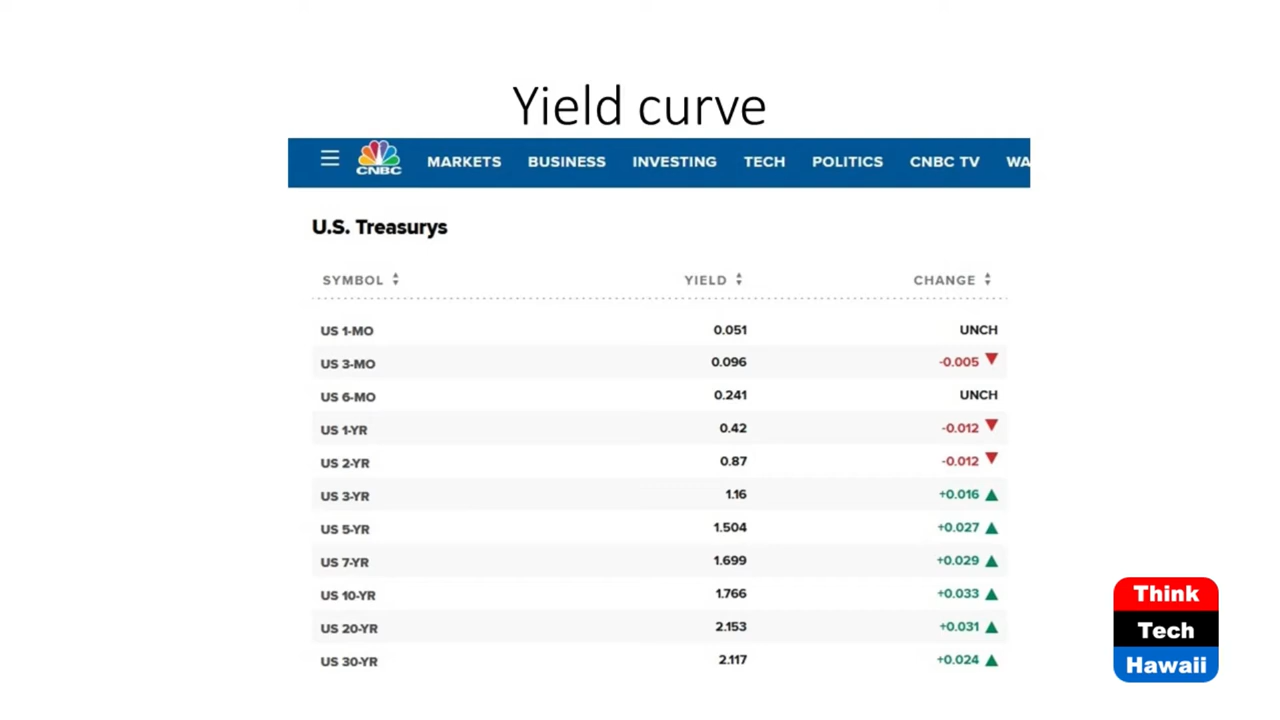 Yield curve
CNBC
MARKETS BUSINESS INVESTING TECH POLITICS CNBC TV WA
U.S. Treasurys
SYMBOL YIELD CHANGE
US 1-MO 0.051 UNCH
US 3-MO 0.096 -0.005
US 6-MO 0.241 UNCH
US 1-YR 0.42 -0.012
US 2-YR 0.87 -0.012
US 3-YR 1.16 +0.016
US 5-YR 1.504 +0.027
US 7-YR 1.699 +0.029
US 10-YR 1.766 +0.033
US 20-YR 2.153 +0.031
US 30-YR 2.117 +0.024
Think
Tech
Hawaii